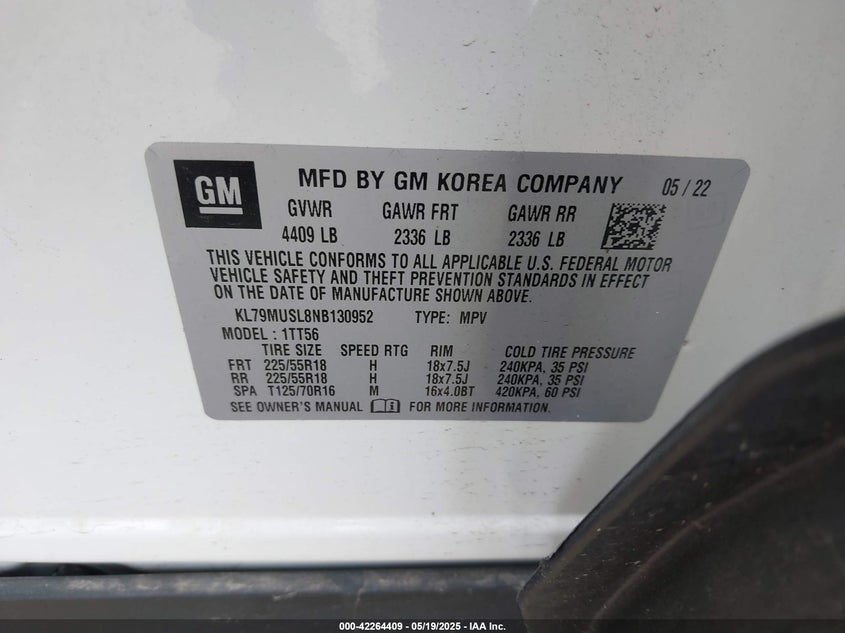 GM MFD BY GM KOREA COMPANY 05 / 22
GVWR GAWR FRT GAWR RR
4409 LB 2336 LB 2336 LB
THIS VEHICLE CONFORMS TO ALL APPLICABLE U.S. FEDERAL MOTOR
VEHICLE SAFETY AND THEFT PREVENTION STANDARDS IN EFFECT
ON THE DATE OF MANUFACTURE SHOWN ABOVE.
KL79MUSL8NB130952 TYPE: MPV
MODEL : 1TT56
TIRE SIZE SPEED RTG RIM COLD TIRE PRESSURE
FRT 225/55R18 H 18x7.5J 240KPA, 35 PSI
RR 225/55R18 H 18x7.5J 240KPA, 35 PSI
SPA T125/70R16 M 16x4.0BT 420KPA, 60 PSI
SEE OWNER'S MANUAL FOR MORE INFORMATION.
000-42264409 - 05/19/2025 - IAA Inc.